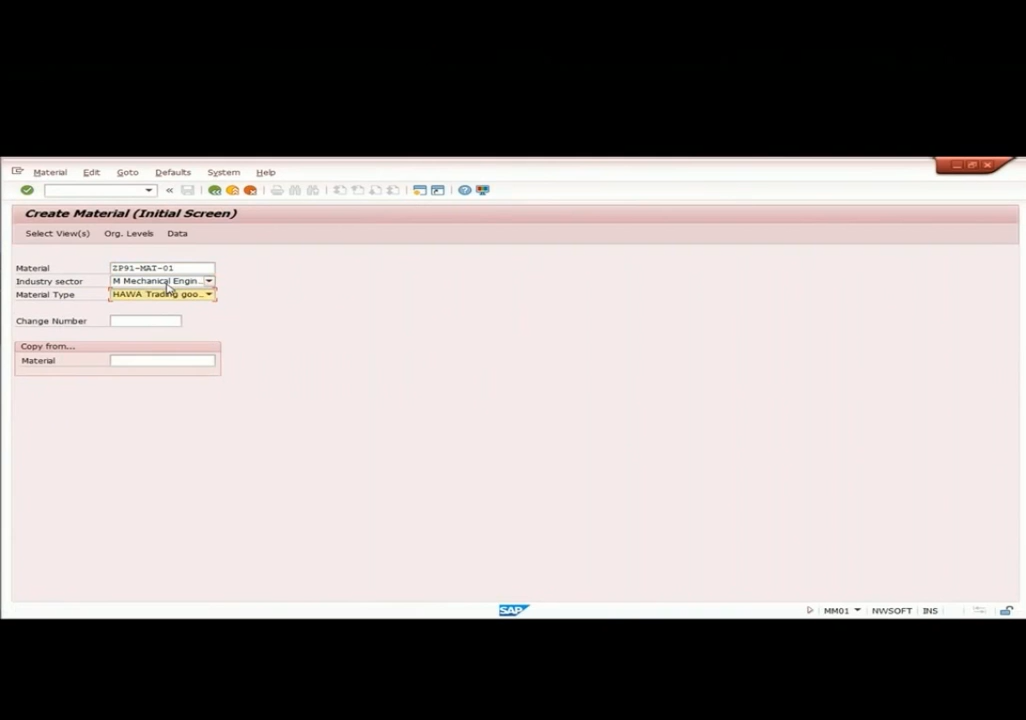 Material Edit Goto Defaults System Help
Create Material (Initial Screen)
Select View(s) Org. Levels Data
Material ZP91-MAT-01
Industry sector M Mechanical Engin...
Material Type HAWA Trading goo...
Change Number
Copy from...
Material
SAP MM01 NWSOFT INS